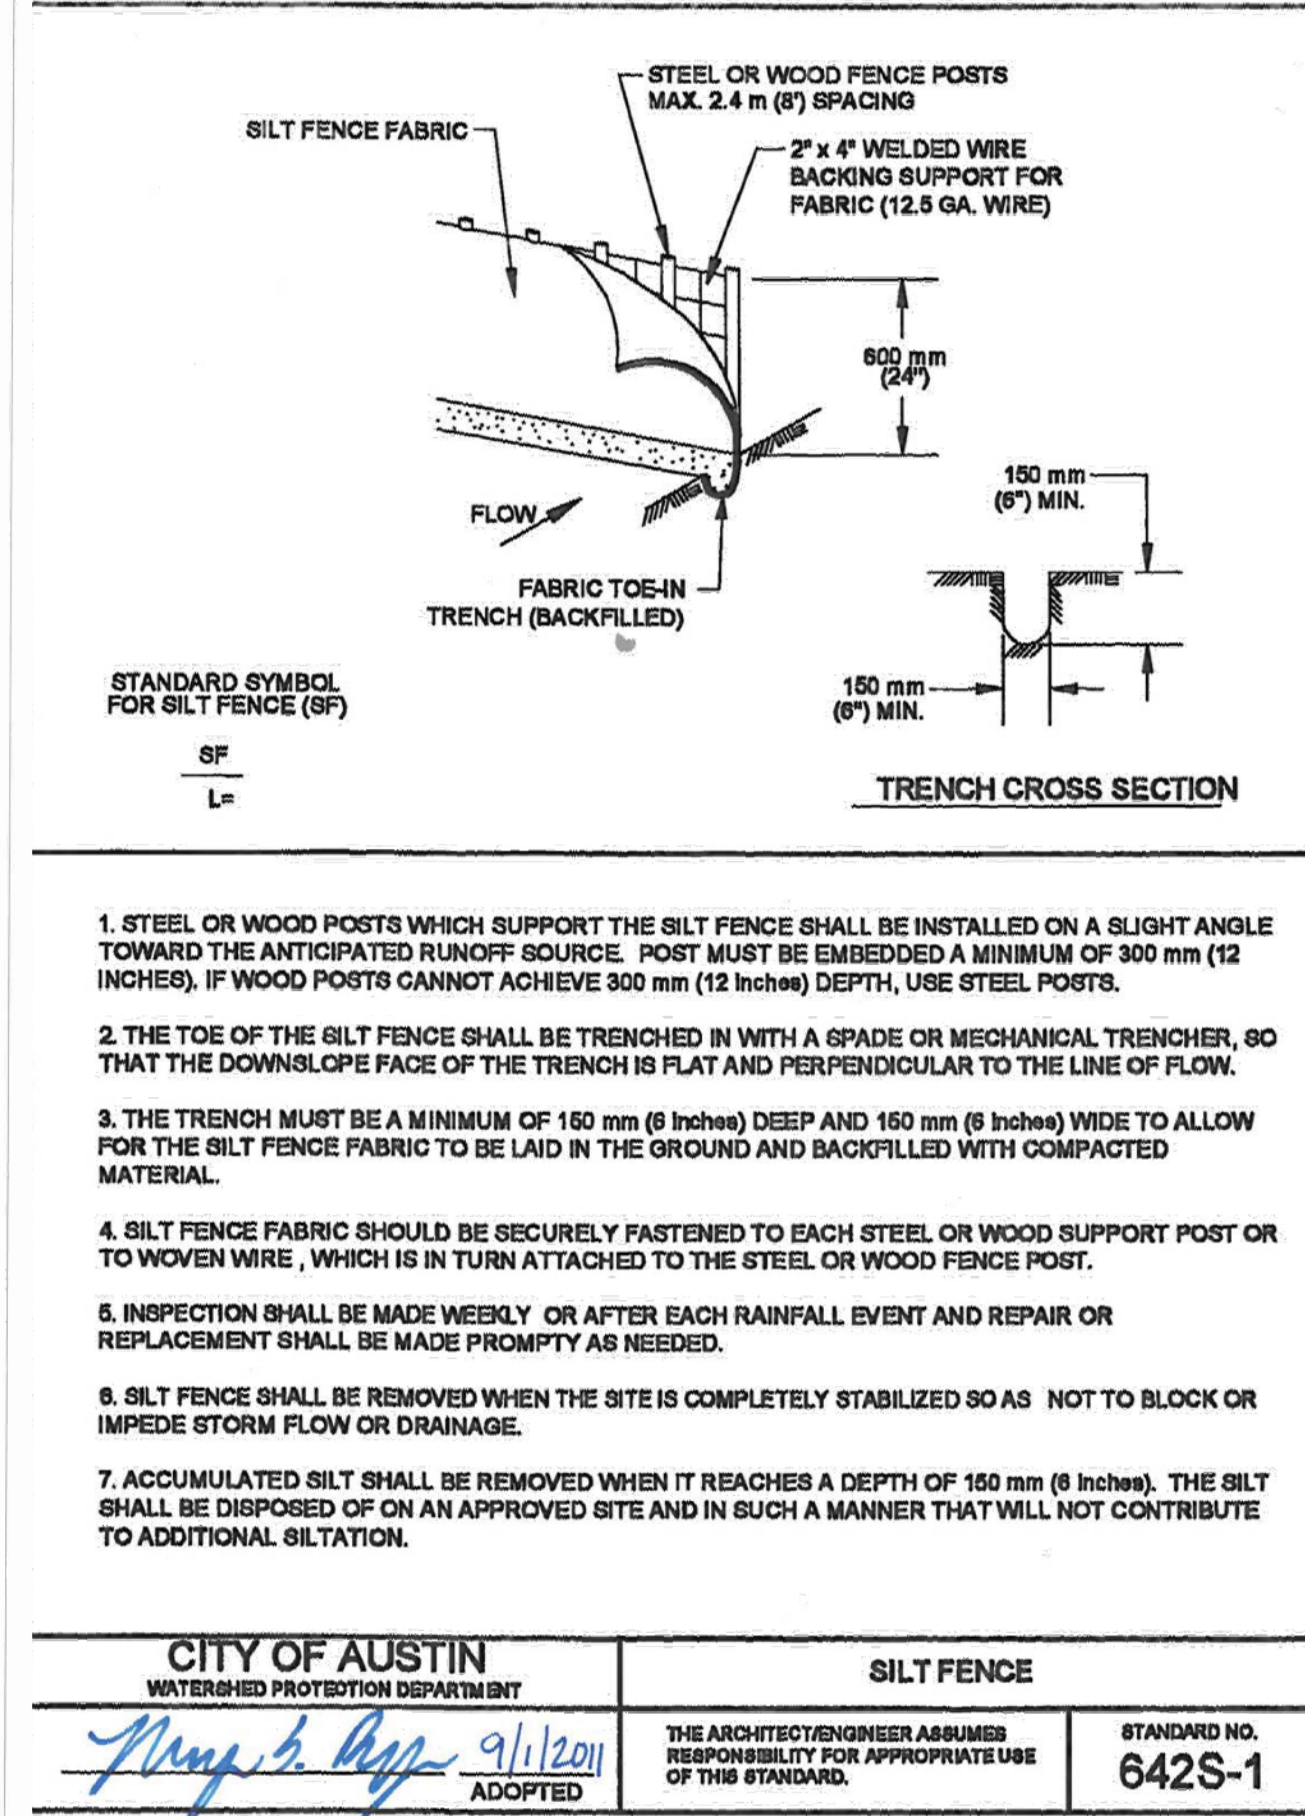 STEEL OR WOOD FENCE POSTS
MAX. 2.4 m (8') SPACING
SILT FENCE FABRIC
2" x 4" WELDED WIRE
BACKING SUPPORT FOR
FABRIC (12.5 GA. WIRE)
600 mm
(24")
150 mm
(6") MIN.
FLOW
FABRIC TOE-IN
TRENCH (BACKFILLED)
STANDARD SYMBOL
FOR SILT FENCE (SF)
SF
L=
150 mm
(6") MIN.
TRENCH CROSS SECTION
1. STEEL OR WOOD POSTS WHICH SUPPORT THE SILT FENCE SHALL BE INSTALLED ON A SLIGHT ANGLE
TOWARD THE ANTICIPATED RUNOFF SOURCE. POST MUST BE EMBEDDED A MINIMUM OF 300 mm (12
INCHES). IF WOOD POSTS CANNOT ACHIEVE 300 mm (12 inches) DEPTH, USE STEEL POSTS.
2. THE TOE OF THE SILT FENCE SHALL BE TRENCHED IN WITH A SPADE OR MECHANICAL TRENCHER, SO
THAT THE DOWNSLOPE FACE OF THE TRENCH IS FLAT AND PERPENDICULAR TO THE LINE OF FLOW.
3. THE TRENCH MUST BE A MINIMUM OF 150 mm (6 inches) DEEP AND 150 mm (6 inches) WIDE TO ALLOW
FOR THE SILT FENCE FABRIC TO BE LAID IN THE GROUND AND BACKFILLED WITH COMPACTED
MATERIAL.
4. SILT FENCE FABRIC SHOULD BE SECURELY FASTENED TO EACH STEEL OR WOOD SUPPORT POST OR
TO WOVEN WIRE , WHICH IS IN TURN ATTACHED TO THE STEEL OR WOOD FENCE POST.
5. INSPECTION SHALL BE MADE WEEKLY OR AFTER EACH RAINFALL EVENT AND REPAIR OR
REPLACEMENT SHALL BE MADE PROMPTY AS NEEDED.
6. SILT FENCE SHALL BE REMOVED WHEN THE SITE IS COMPLETELY STABILIZED SO AS NOT TO BLOCK OR
IMPEDE STORM FLOW OR DRAINAGE.
7. ACCUMULATED SILT SHALL BE REMOVED WHEN IT REACHES A DEPTH OF 150 mm (6 inches). THE SILT
SHALL BE DISPOSED OF ON AN APPROVED SITE AND IN SUCH A MANNER THAT WILL NOT CONTRIBUTE
TO ADDITIONAL SILTATION.
CITY OF AUSTIN
WATERSHED PROTECTION DEPARTMENT
SILT FENCE
9/1/2011
ADOPTED
THE ARCHITECT/ENGINEER ASSUMES
RESPONSIBILITY FOR APPROPRIATE USE
OF THIS STANDARD.
STANDARD NO.
642S-1